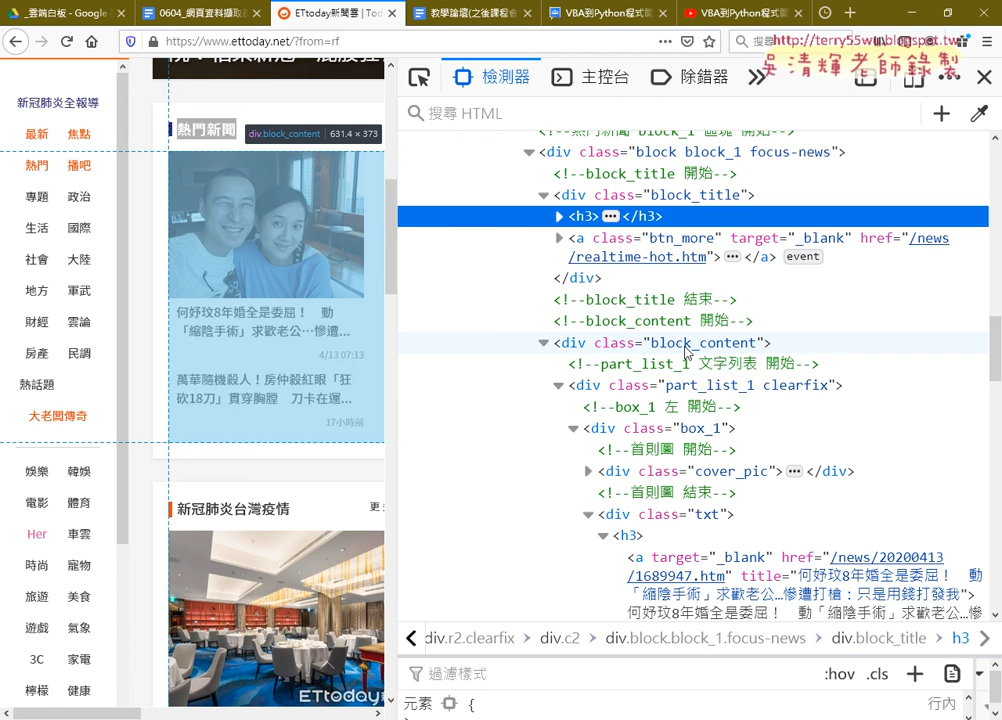 _雲端白板 - Google
0604_網頁資料擷取
ETtoday新聞雲 | Tod
教學論壇(之後課程會
VBA到Python程式開
VBA到Python程式開
https://www.ettoday.net/?from=rf
搜尋
http://terry55wu.blogspot.tw
吳清輝老師錄製
新冠肺炎全報導
最新 焦點
熱門 播吧
專題 政治
生活 國際
社會 大陸
地方 軍武
財經 雲論
房產 民調
熱話題
大老闆傳奇
娛樂 韓娛
電影 體育
Her 車雲
時尚 寵物
旅遊 美食
遊戲 氣象
3C 家電
檸檬 健康
熱門新聞
div.block_content | 631.4 × 373
何妤玟8年婚全是委屈！　動
「縮陰手術」求歡老公…慘遭...
4/13 07:13
萬華隨機殺人！房仲殺紅眼「狂
砍18刀」貫穿胸膛　刀卡在運...
17小時前
新冠肺炎台灣疫情
更
ETtoday
檢測器 主控台 除錯器
搜尋 HTML
<!--熱門新聞 block_1 區塊 開始-->
<div class="block block_1 focus-news">
<!--block_title 開始-->
<div class="block_title">
<h3>…</h3>
<a class="btn_more" target="_blank" href="/news
/realtime-hot.htm">…</a> event
</div>
<!--block_title 結束-->
<!--block_content 開始-->
<div class="block_content">
<!--part_list_1 文字列表 開始-->
<div class="part_list_1 clearfix">
<!--box_1 左 開始-->
<div class="box_1">
<!--首則圖 開始-->
<div class="cover_pic">…</div>
<!--首則圖 結束-->
<div class="txt">
<h3>
<a target="_blank" href="/news/20200413
/1689947.htm" title="何妤玟8年婚全是委屈！　動
「縮陰手術」求歡老公…慘遭打槍：只是用錢打發我">
何妤玟8年婚全是委屈！　動「縮陰手術」求歡老公…慘
div.r2.clearfix > div.c2 > div.block.block_1.focus-news > div.block_title > h3
過濾樣式
:hov .cls
元素 {
行內